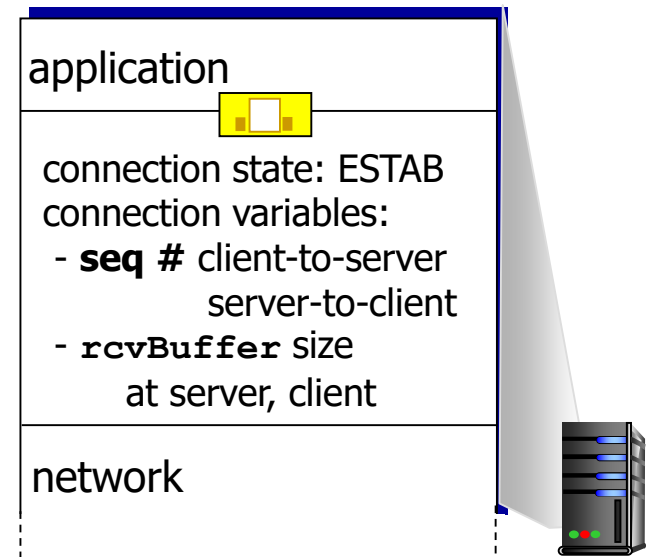 application
connection state: ESTAB
connection variables:
- seq # client-to-server
server-to-client
- rcvBuffer size
at server, client
network